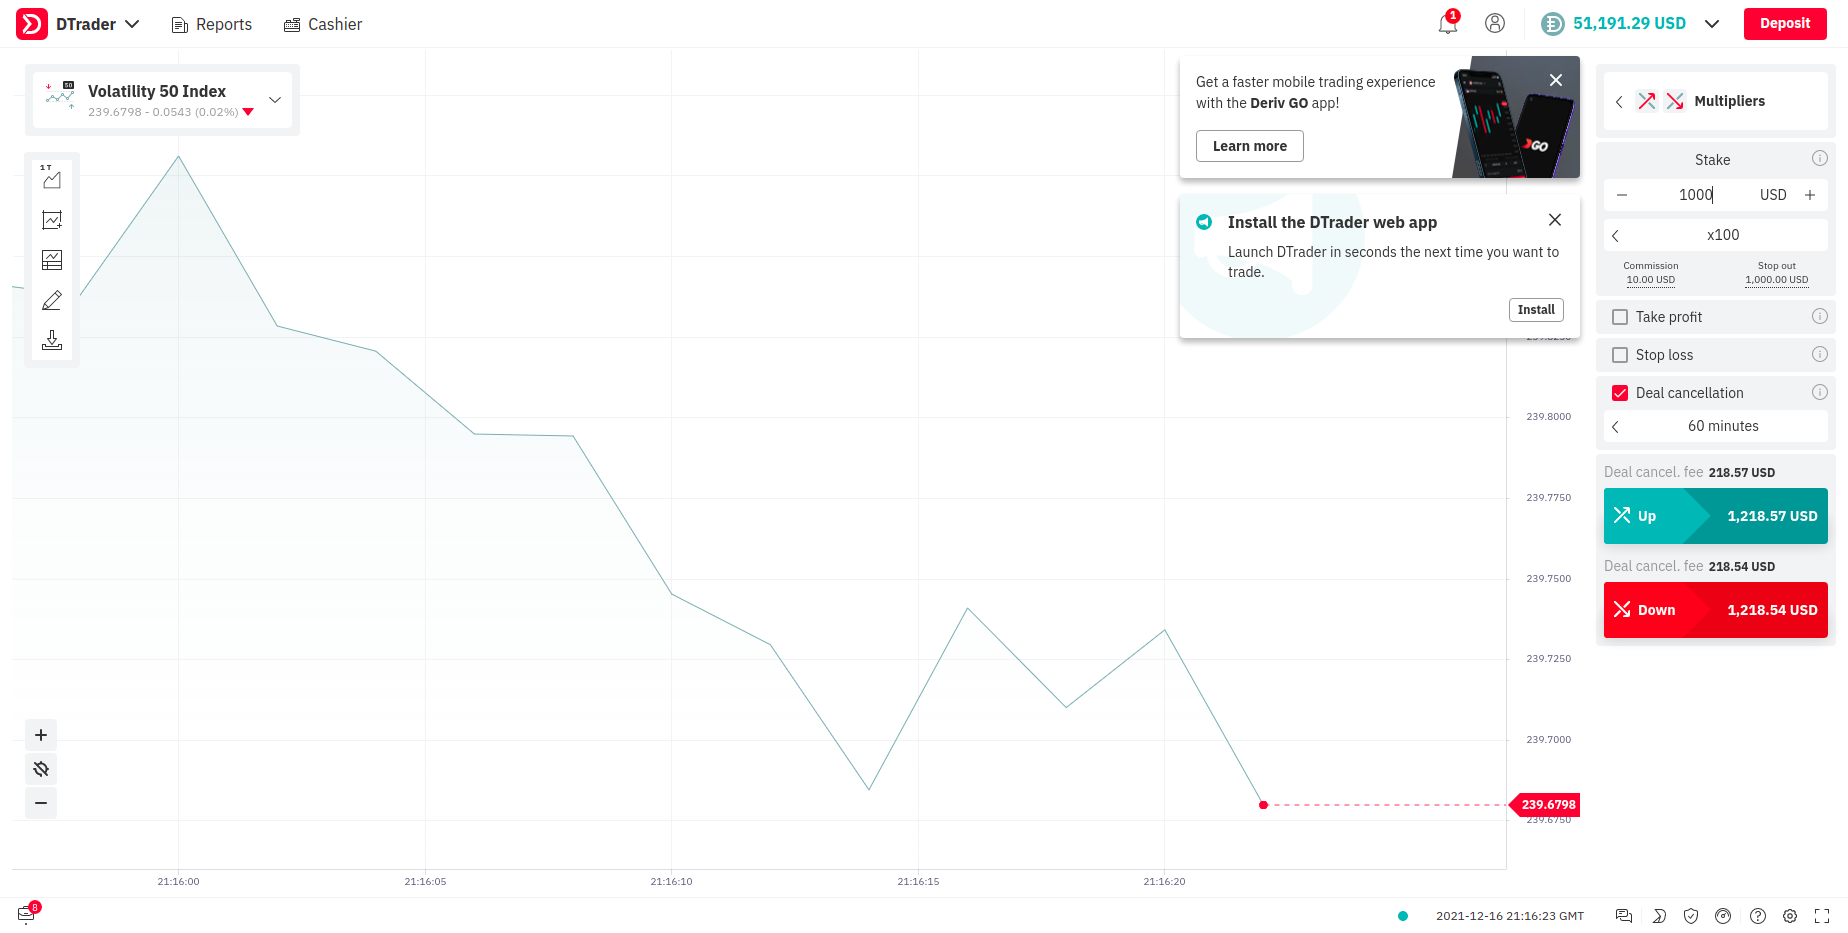 DTrader
Reports
Cashier
1
51,191.29 USD
Deposit
50
Volatility 50 Index
239.6798 - 0.0543 (0.02%)
1 T
Get a faster mobile trading experience
with the Deriv GO app!
Learn more
GO
Install the DTrader web app
Launch DTrader in seconds the next time you want to
trade.
Install
Multipliers
Stake
1000
USD
x100
Commission
10.00 USD
Stop out
1,000.00 USD
Take profit
Stop loss
Deal cancellation
60 minutes
Deal cancel. fee 218.57 USD
Up
1,218.57 USD
Deal cancel. fee 218.54 USD
Down
1,218.54 USD
239.8250
239.8000
239.7750
239.7500
239.7250
239.7000
239.6798
239.6750
21:16:00
21:16:05
21:16:10
21:16:15
21:16:20
8
2021-12-16 21:16:23 GMT